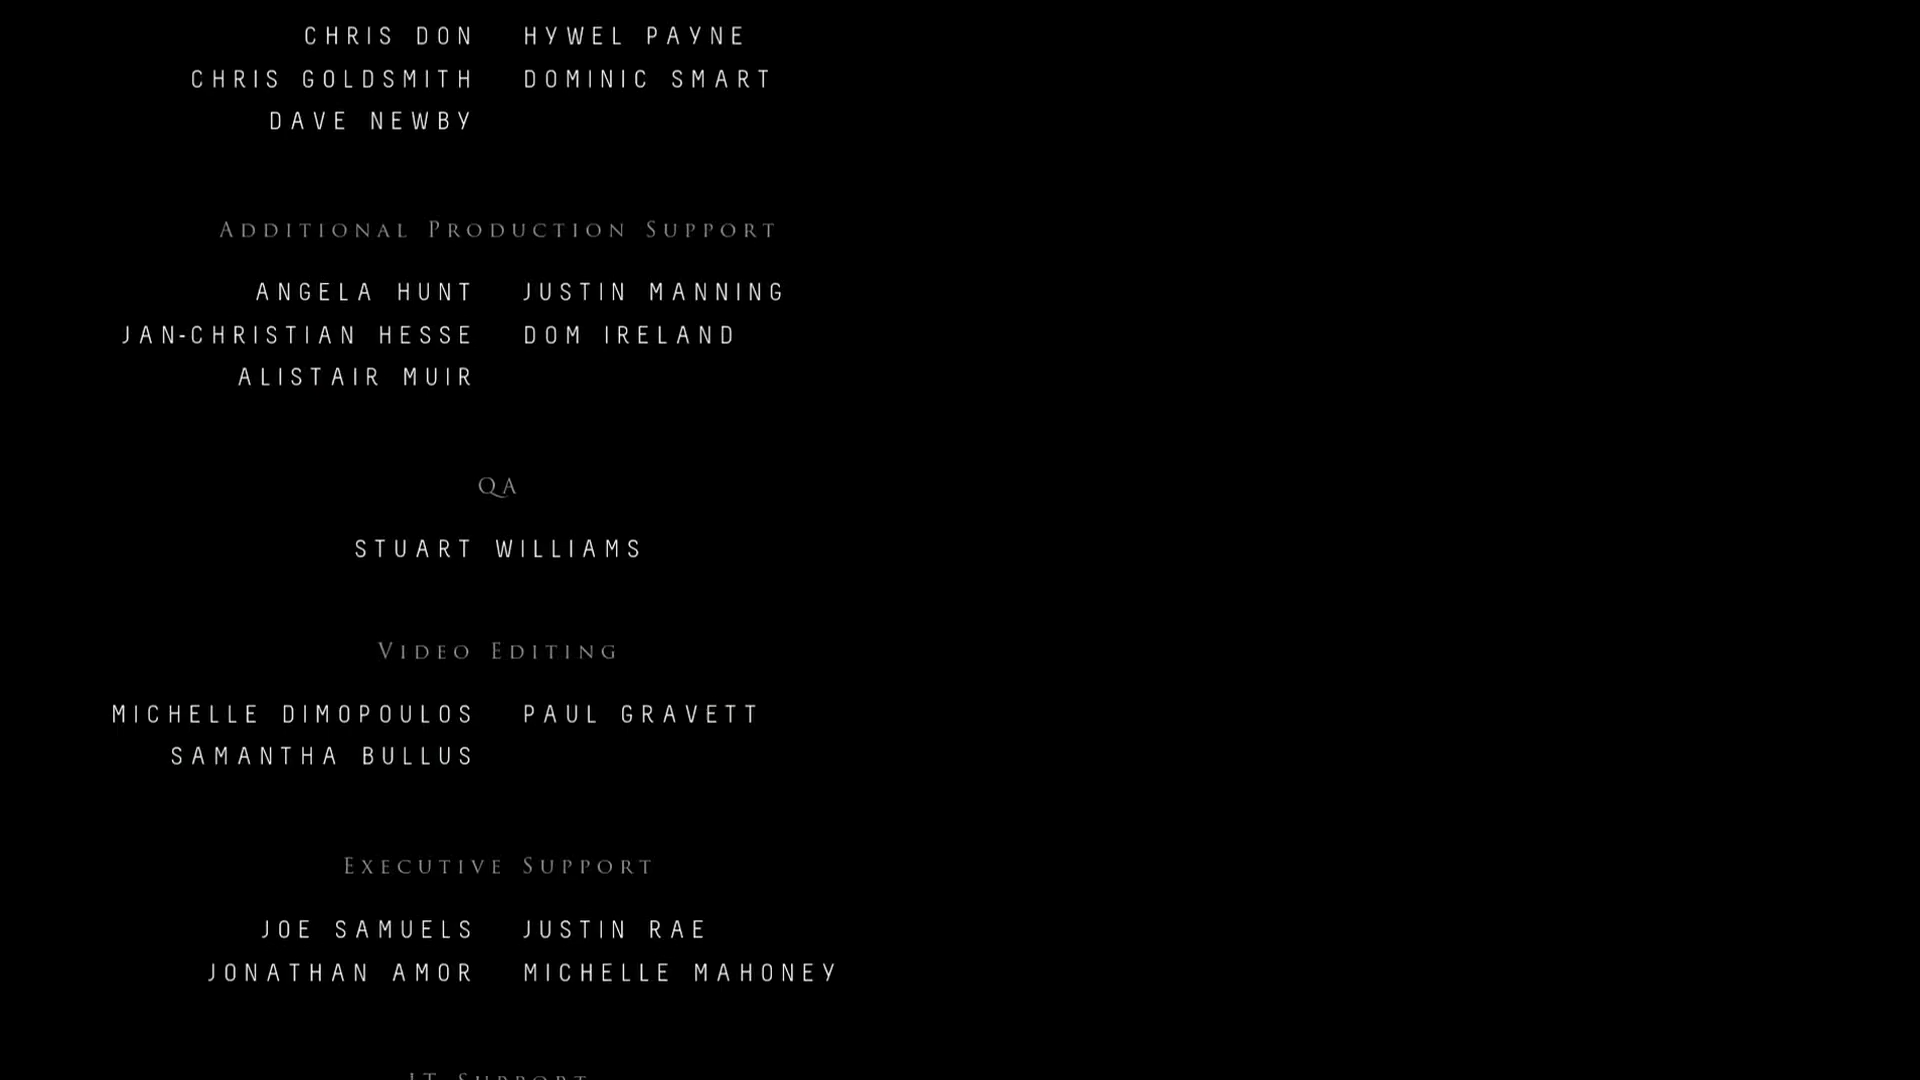 CHRIS DON HYWEL PAYNE
CHRIS GOLDSMITH DOMINIC SMART
DAVE NEWBY
ADDITIONAL PRODUCTION SUPPORT
ANGELA HUNT JUSTIN MANNING
JAN-CHRISTIAN HESSE DOM IRELAND
ALISTAIR MUIR
QA
STUART WILLIAMS
VIDEO EDITING
MICHELLE DIMOPOULOS PAUL GRAVETT
SAMANTHA BULLUS
EXECUTIVE SUPPORT
JOE SAMUELS JUSTIN RAE
JONATHAN AMOR MICHELLE MAHONEY
IT SUPPORT